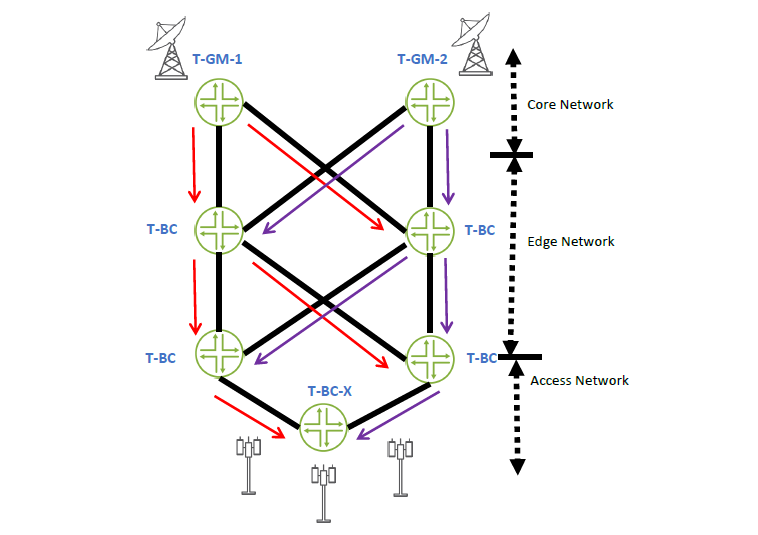 T-GM-1
T-GM-2
Core Network
T-BC
T-BC
Edge Network
T-BC
T-BC
Access Network
T-BC-X